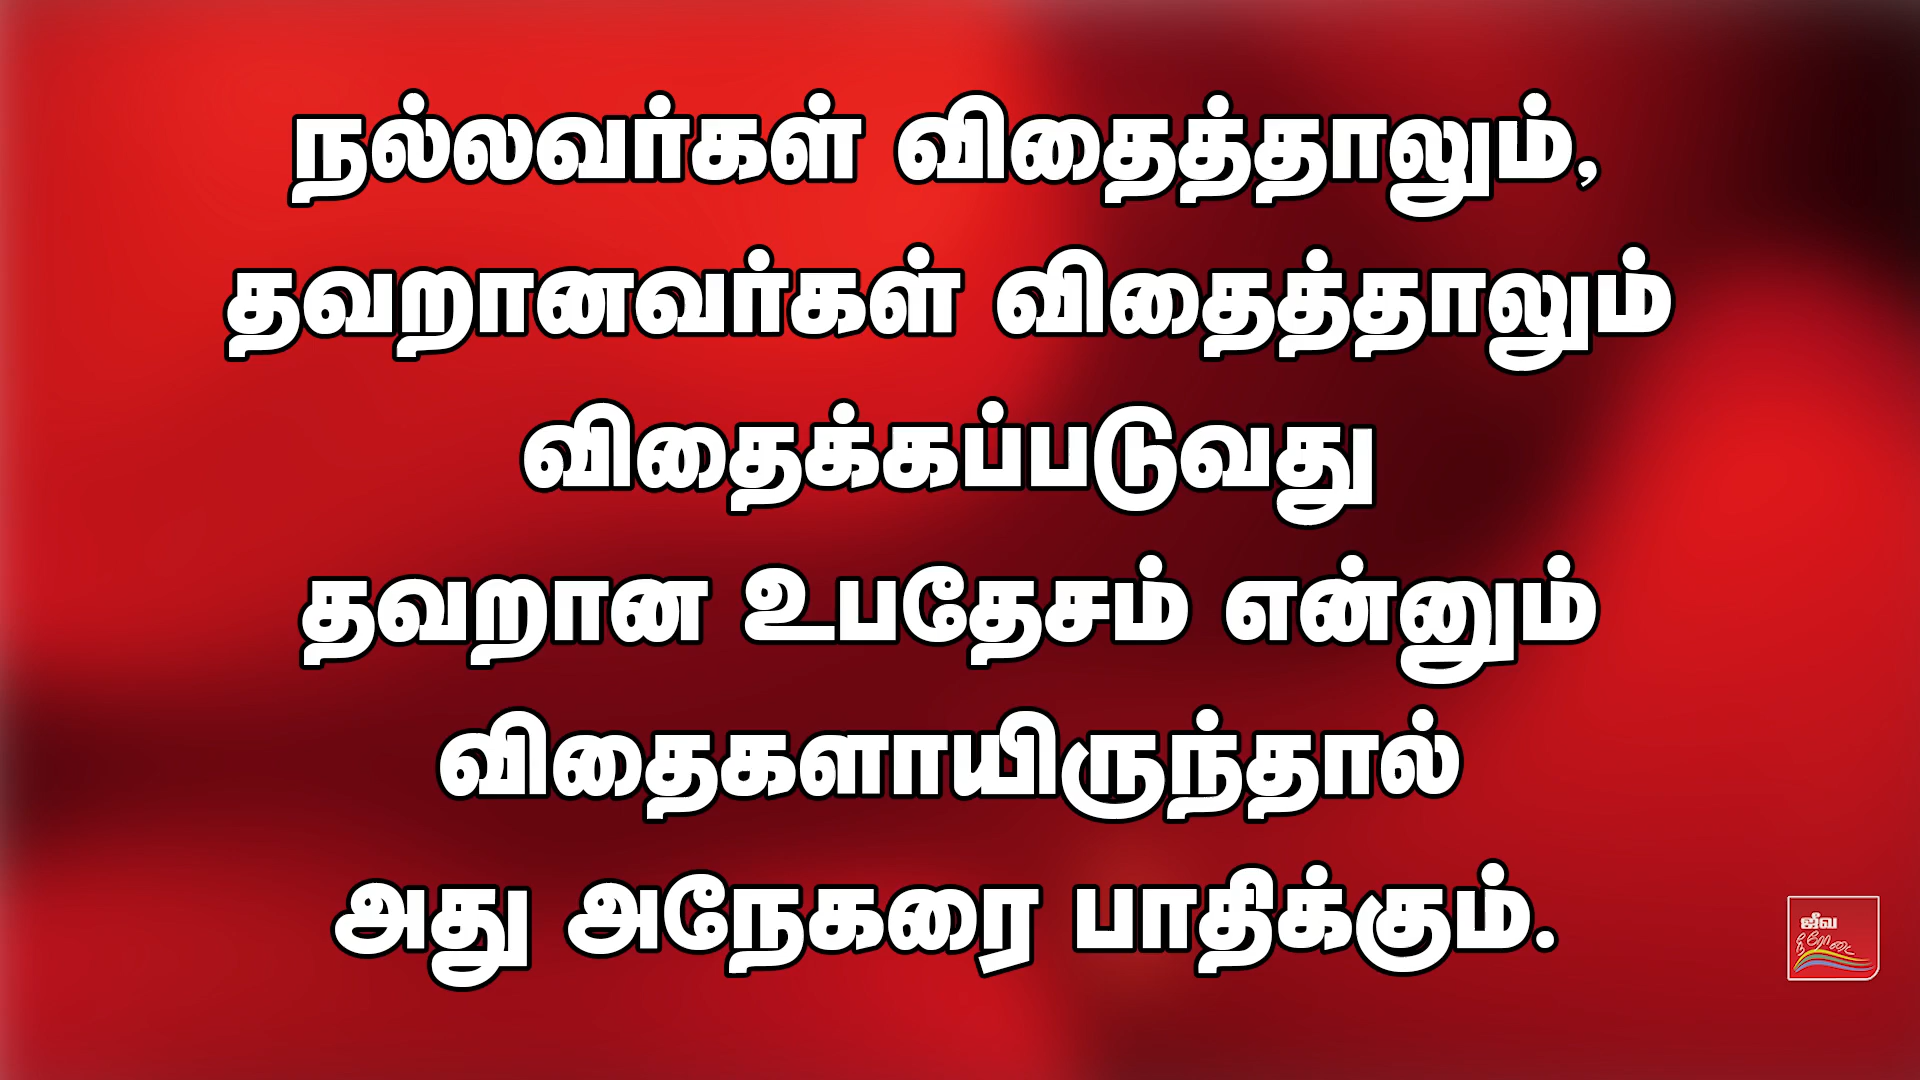 நல்லவர்கள் விதைத்தாலும்,
தவறானவர்கள் விதைத்தாலும்
விதைக்கப்படுவது
தவறான உபதேசம் என்னும்
விதைகளாயிருந்தால்
அது அநேகரை பாதிக்கும்.
ஜீவ
நீரோடை